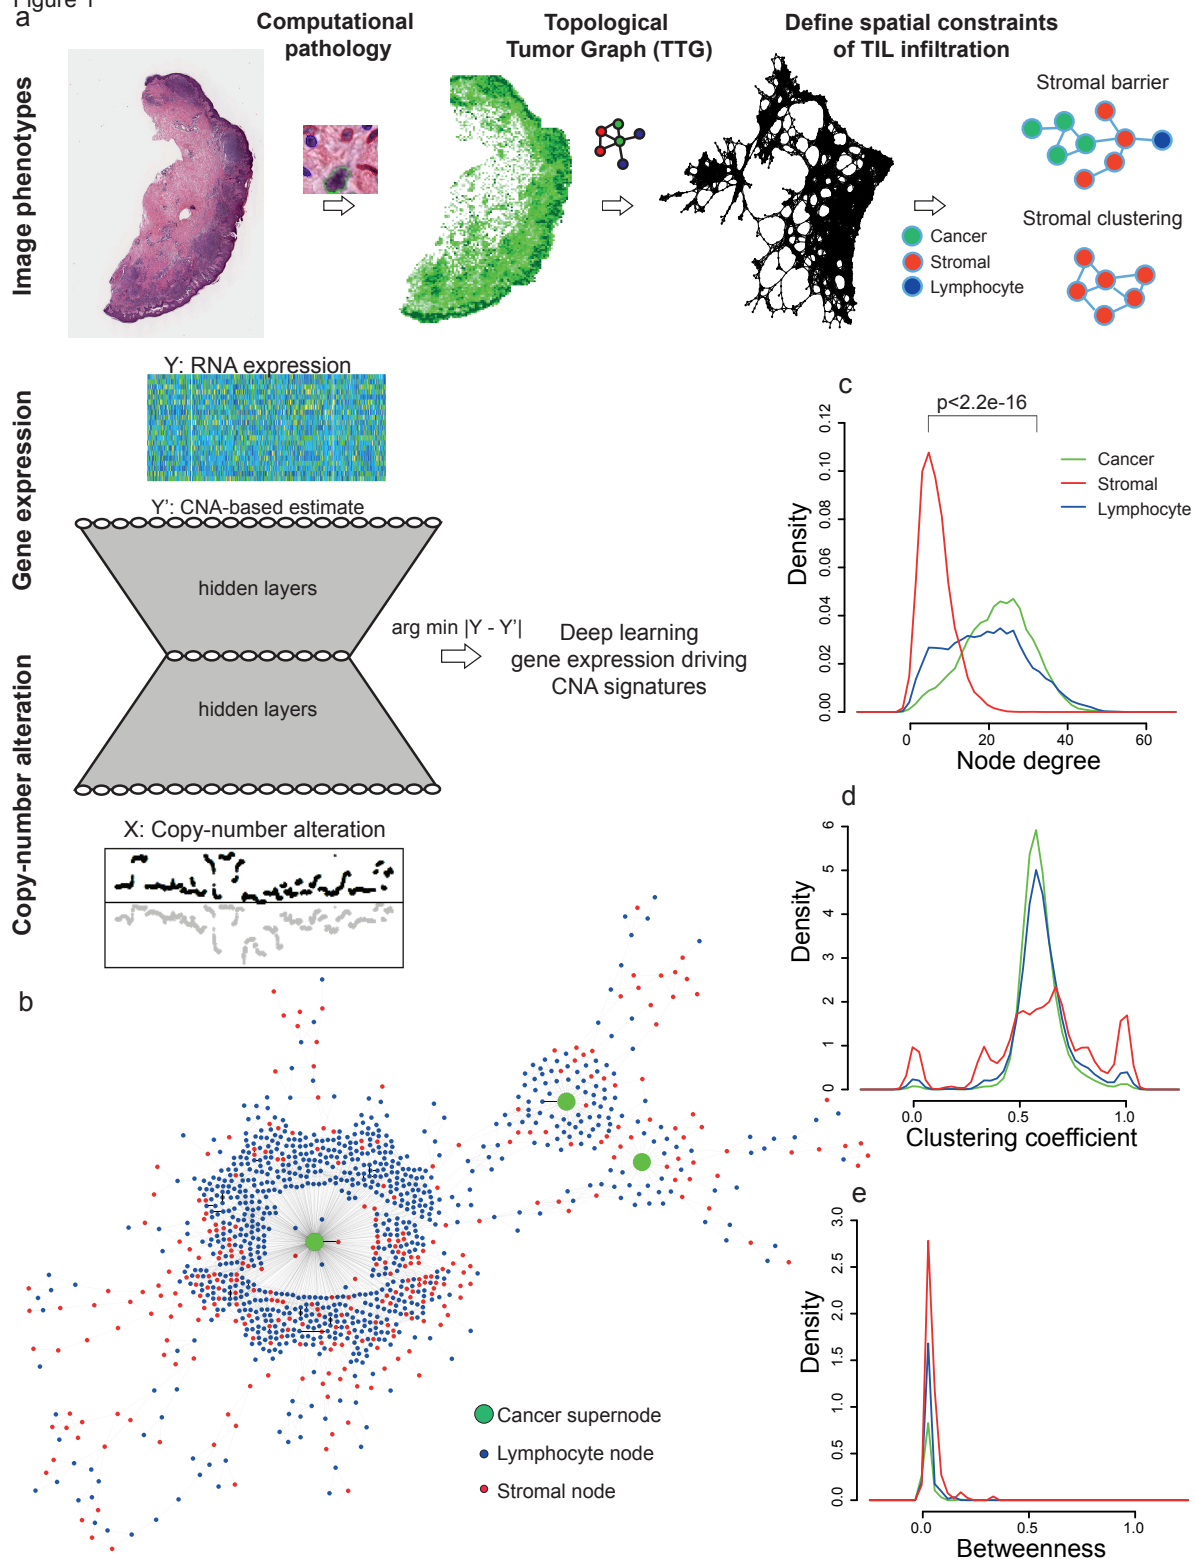 Figure 1
a
Computational
pathology
Topological
Tumor Graph (TTG)
Define spatial constraints
of TIL infiltration
Image phenotypes
Stromal barrier
Stromal clustering
Cancer
Stromal
Lymphocyte
Gene expression
Y: RNA expression
Y': CNA-based estimate
hidden layers
hidden layers
arg min |Y - Y'|
Deep learning
gene expression driving
CNA signatures
Copy-number alteration
X: Copy-number alteration
b
Cancer supernode
Lymphocyte node
Stromal node
c
p<2.2e-16
Cancer
Stromal
Lymphocyte
Density
0.00
0.02
0.04
0.06
0.08
0.10
0.12
0
20
40
60
Node degree
d
Density
0
1
2
3
4
5
6
0.0
0.5
1.0
Clustering coefficient
e
Density
0.0
0.5
1.0
1.5
2.0
2.5
3.0
0.0
0.5
1.0
Betweenness